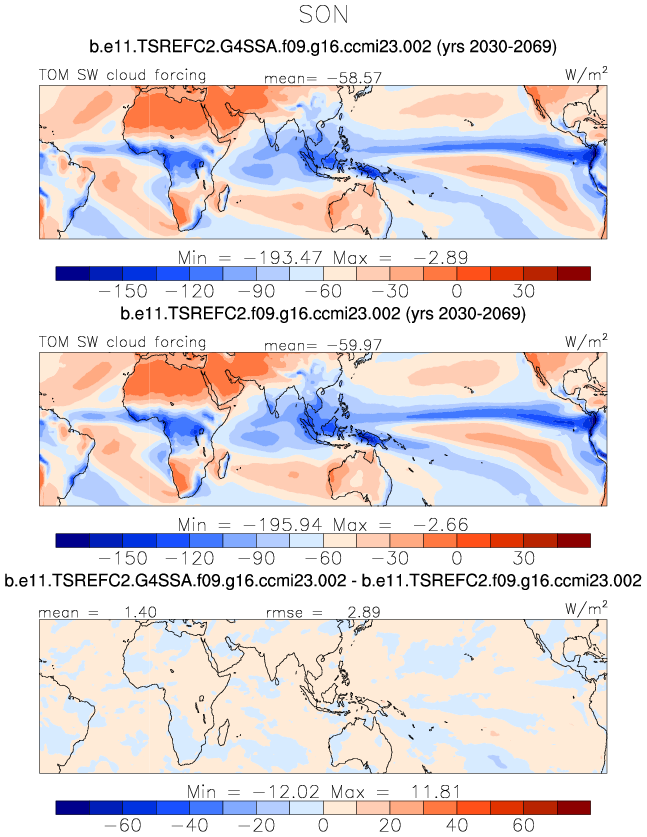 SON
b.e11.TSREFC2.G4SSA.f09.g16.ccmi23.002 (yrs 2030-2069)
TOM SW cloud forcing mean= −58.57 W/m²
Min = −193.47 Max = −2.89
−150 −120 −90 −60 −30 0 30
b.e11.TSREFC2.f09.g16.ccmi23.002 (yrs 2030-2069)
TOM SW cloud forcing mean= −59.97 W/m²
Min = −195.94 Max = −2.66
−150 −120 −90 −60 −30 0 30
b.e11.TSREFC2.G4SSA.f09.g16.ccmi23.002 - b.e11.TSREFC2.f09.g16.ccmi23.002
mean = 1.40 rmse = 2.89 W/m²
Min = −12.02 Max = 11.81
−60 −40 −20 0 20 40 60